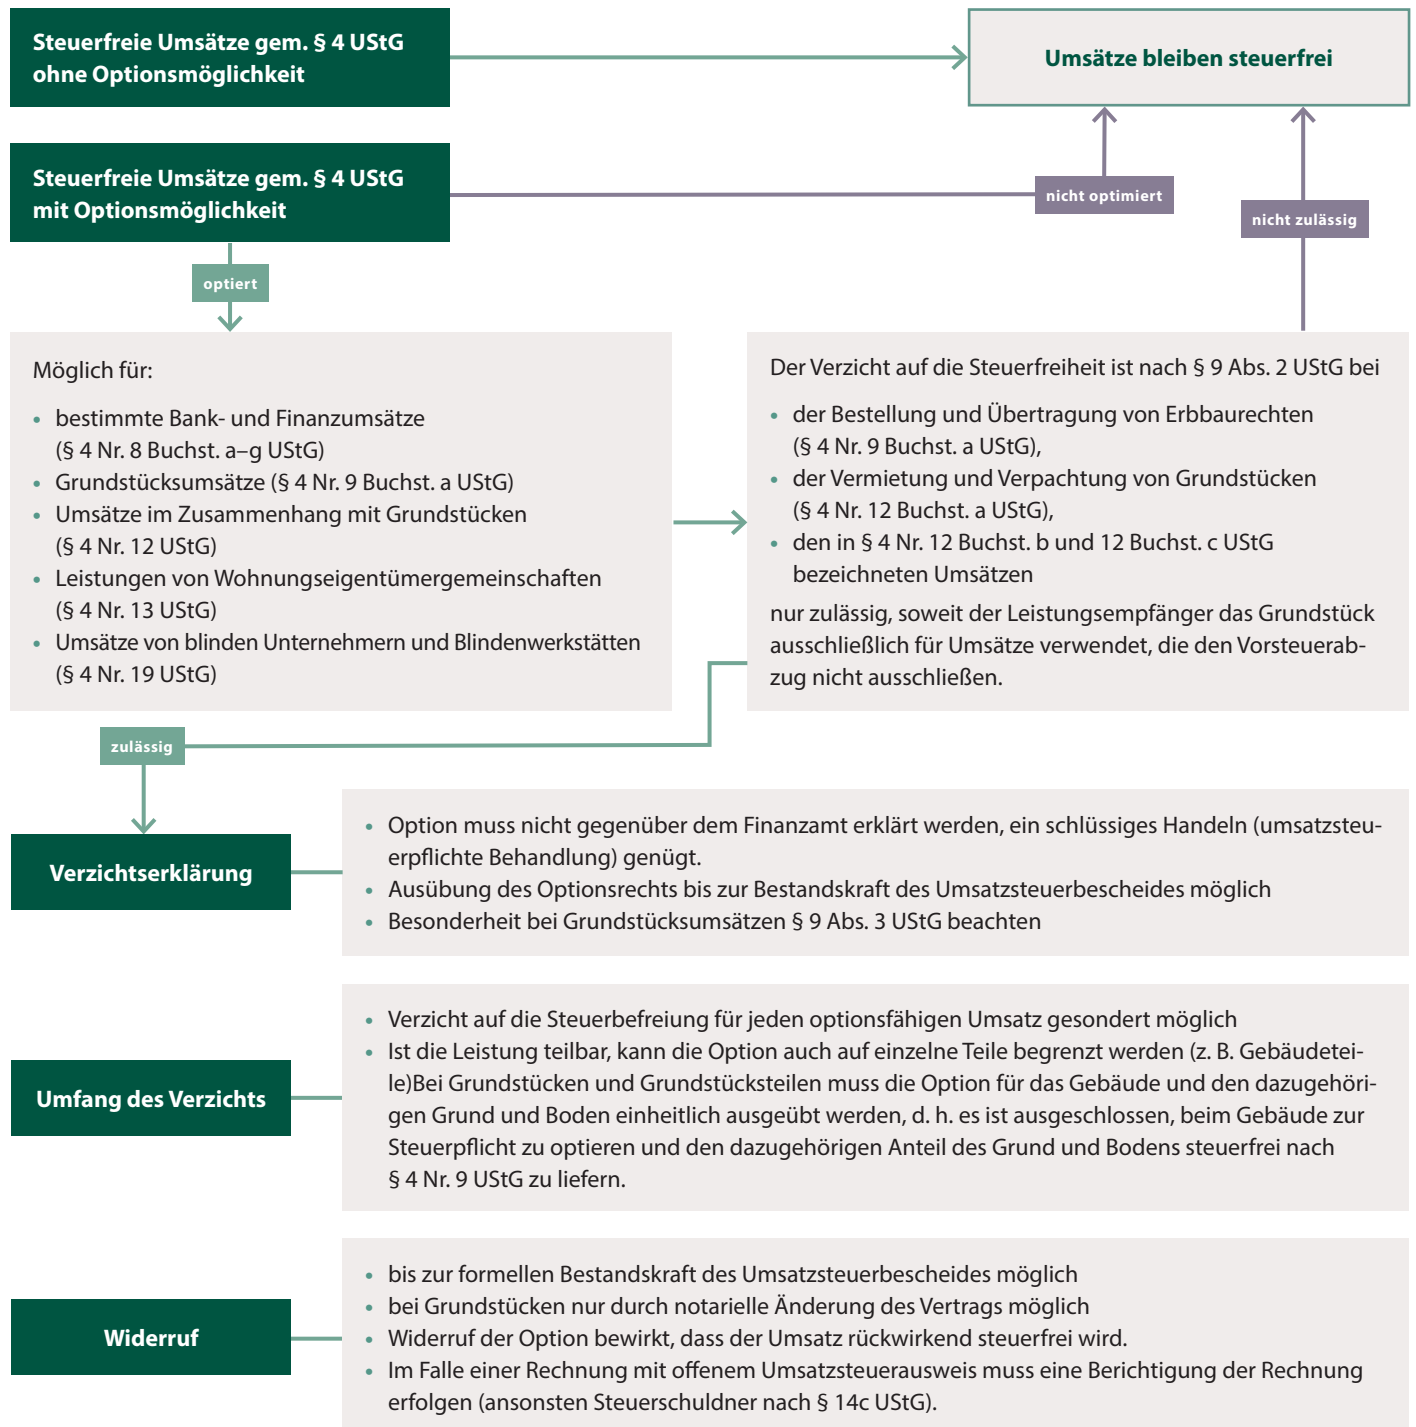 Steuerfreie Umsätze gem. § 4 UStG
ohne Optionsmöglichkeit
Umsätze bleiben steuerfrei
Steuerfreie Umsätze gem. § 4 UStG
mit Optionsmöglichkeit
nicht optimiert
nicht zulässig
optiert
Möglich für:
• bestimmte Bank- und Finanzumsätze
(§ 4 Nr. 8 Buchst. a–g UStG)
• Grundstücksumsätze (§ 4 Nr. 9 Buchst. a UStG)
• Umsätze im Zusammenhang mit Grundstücken
(§ 4 Nr. 12 UStG)
• Leistungen von Wohnungseigentümergemeinschaften
(§ 4 Nr. 13 UStG)
• Umsätze von blinden Unternehmern und Blindenwerkstätten
(§ 4 Nr. 19 UStG)
Der Verzicht auf die Steuerfreiheit ist nach § 9 Abs. 2 UStG bei
• der Bestellung und Übertragung von Erbbaurechten
(§ 4 Nr. 9 Buchst. a UStG),
• der Vermietung und Verpachtung von Grundstücken
(§ 4 Nr. 12 Buchst. a UStG),
• den in § 4 Nr. 12 Buchst. b und 12 Buchst. c UStG
bezeichneten Umsätzen
nur zulässig, soweit der Leistungsempfänger das Grundstück
ausschließlich für Umsätze verwendet, die den Vorsteuerab-
zug nicht ausschließen.
zulässig
Verzichtserklärung
• Option muss nicht gegenüber dem Finanzamt erklärt werden, ein schlüssiges Handeln (umsatzsteu-
erpflichte Behandlung) genügt.
• Ausübung des Optionsrechts bis zur Bestandskraft des Umsatzsteuerbescheides möglich
• Besonderheit bei Grundstücksumsätzen § 9 Abs. 3 UStG beachten
Umfang des Verzichts
• Verzicht auf die Steuerbefreiung für jeden optionsfähigen Umsatz gesondert möglich
• Ist die Leistung teilbar, kann die Option auch auf einzelne Teile begrenzt werden (z. B. Gebäudetei-
le)Bei Grundstücken und Grundstücksteilen muss die Option für das Gebäude und den dazugehöri-
gen Grund und Boden einheitlich ausgeübt werden, d. h. es ist ausgeschlossen, beim Gebäude zur
Steuerpflicht zu optieren und den dazugehörigen Anteil des Grund und Bodens steuerfrei nach
§ 4 Nr. 9 UStG zu liefern.
Widerruf
• bis zur formellen Bestandskraft des Umsatzsteuerbescheides möglich
• bei Grundstücken nur durch notarielle Änderung des Vertrags möglich
• Widerruf der Option bewirkt, dass der Umsatz rückwirkend steuerfrei wird.
• Im Falle einer Rechnung mit offenem Umsatzsteuerausweis muss eine Berichtigung der Rechnung
erfolgen (ansonsten Steuerschuldner nach § 14c UStG).